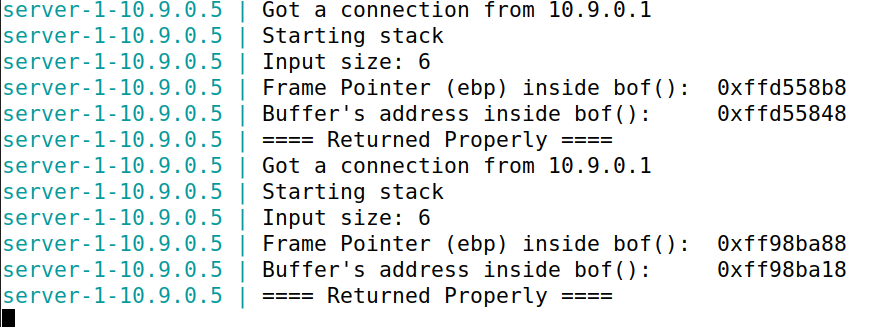 server-1-10.9.0.5 | Got a connection from 10.9.0.1
server-1-10.9.0.5 | Starting stack
server-1-10.9.0.5 | Input size: 6
server-1-10.9.0.5 | Frame Pointer (ebp) inside bof():  0xffd558b8
server-1-10.9.0.5 | Buffer's address inside bof():     0xffd55848
server-1-10.9.0.5 | ==== Returned Properly ====
server-1-10.9.0.5 | Got a connection from 10.9.0.1
server-1-10.9.0.5 | Starting stack
server-1-10.9.0.5 | Input size: 6
server-1-10.9.0.5 | Frame Pointer (ebp) inside bof():  0xff98ba88
server-1-10.9.0.5 | Buffer's address inside bof():     0xff98ba18
server-1-10.9.0.5 | ==== Returned Properly ====